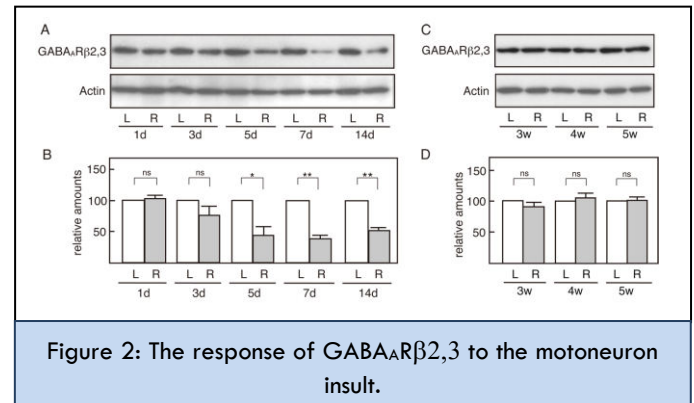 A
GABAARβ2,3
Actin
L R L R L R L R L R
1d 3d 5d 7d 14d
C
GABAARβ2,3
Actin
L R L R L R
3w 4w 5w
B
relative amounts
150
100
50
ns ns * ** **
L R L R L R L R L R
1d 3d 5d 7d 14d
D
relative amounts
150
100
50
ns ns ns
L R L R L R
3w 4w 5w
Figure 2: The response of GABAARβ2,3 to the motoneuron
insult.